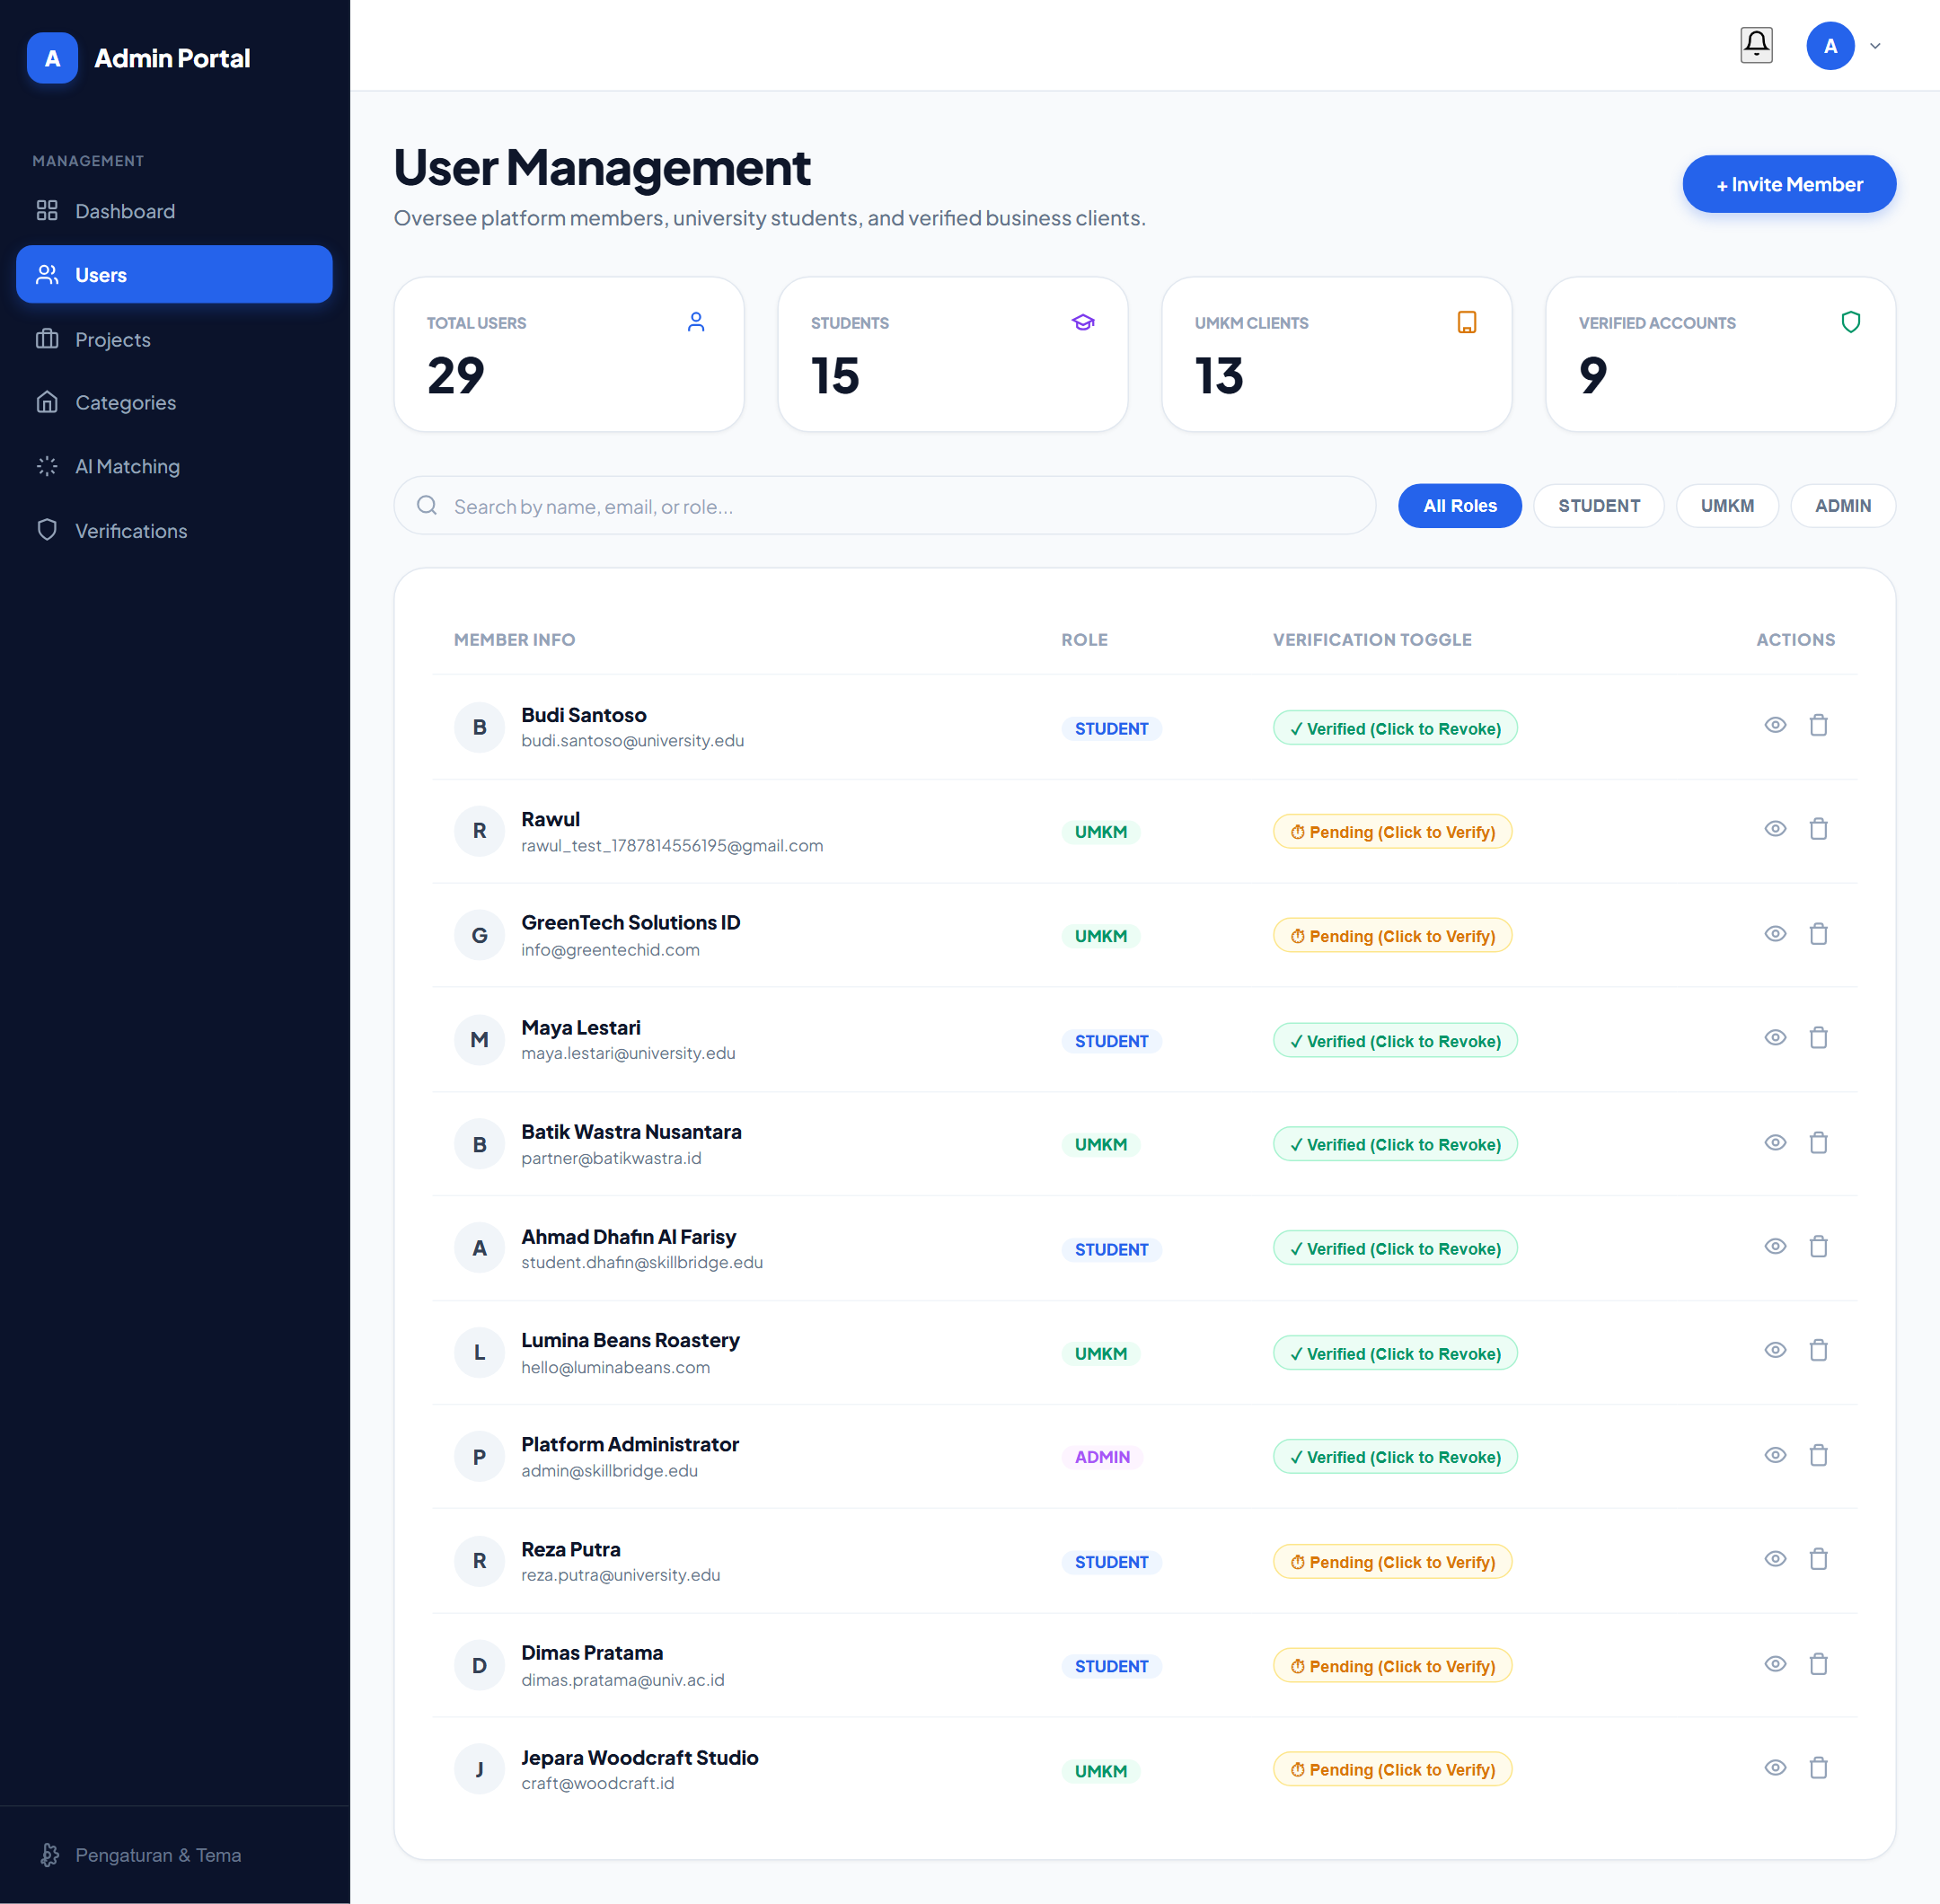 A Admin Portal
A
MANAGEMENT
Dashboard
Users
Projects
Categories
AI Matching
Verifications
Pengaturan & Tema
User Management
Oversee platform members, university students, and verified business clients.
+ Invite Member
TOTAL USERS
29
STUDENTS
15
UMKM CLIENTS
13
VERIFIED ACCOUNTS
9
Search by name, email, or role...
All Roles STUDENT UMKM ADMIN
MEMBER INFO ROLE VERIFICATION TOGGLE ACTIONS
B Budi Santoso STUDENT ✓ Verified (Click to Revoke)
budi.santoso@university.edu
R Rawul UMKM ⏱ Pending (Click to Verify)
rawul_test_1787814556195@gmail.com
G GreenTech Solutions ID UMKM ⏱ Pending (Click to Verify)
info@greentechid.com
M Maya Lestari STUDENT ✓ Verified (Click to Revoke)
maya.lestari@university.edu
B Batik Wastra Nusantara UMKM ✓ Verified (Click to Revoke)
partner@batikwastra.id
A Ahmad Dhafin Al Farisy STUDENT ✓ Verified (Click to Revoke)
student.dhafin@skillbridge.edu
L Lumina Beans Roastery UMKM ✓ Verified (Click to Revoke)
hello@luminabeans.com
P Platform Administrator ADMIN ✓ Verified (Click to Revoke)
admin@skillbridge.edu
R Reza Putra STUDENT ⏱ Pending (Click to Verify)
reza.putra@university.edu
D Dimas Pratama STUDENT ⏱ Pending (Click to Verify)
dimas.pratama@univ.ac.id
J Jepara Woodcraft Studio UMKM ⏱ Pending (Click to Verify)
craft@woodcraft.id